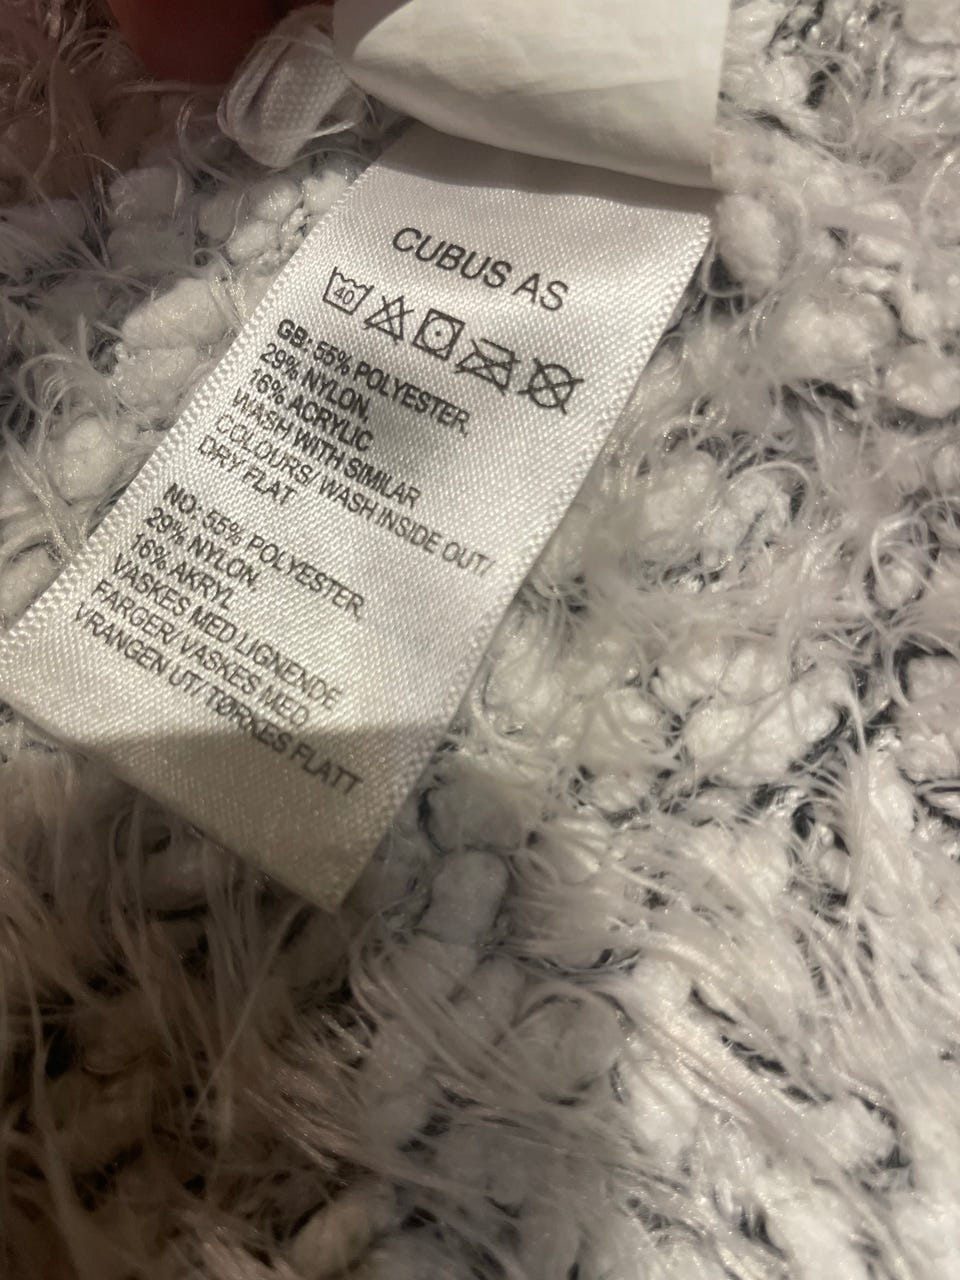 CUBUS AS
40
GB: 55% POLYESTER,
29% NYLON,
16% ACRYLIC
WASH WITH SIMILAR
COLOURS/ WASH INSIDE OUT/
DRY FLAT
NO: 55% POLYESTER,
29% NYLON,
16% AKRYL
VASKES MED LIGNENDE
FARGER/ VASKES MED
VRANGEN UT/ TØRKES FLATT